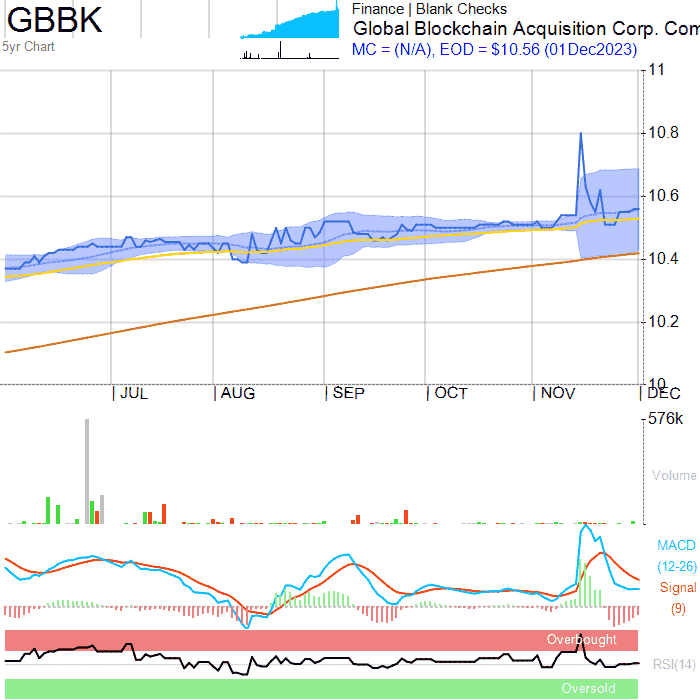 GBBK
5yr Chart
Finance | Blank Checks
Global Blockchain Acquisition Corp. Com
MC = (N/A), EOD = $10.56 (01Dec2023)
11
10.8
10.6
10.4
10.2
10
JUL
AUG
SEP
OCT
NOV
DEC
576k
Volume
MACD
(12-26)
Signal
(9)
Overbought
RSI(14)
Oversold